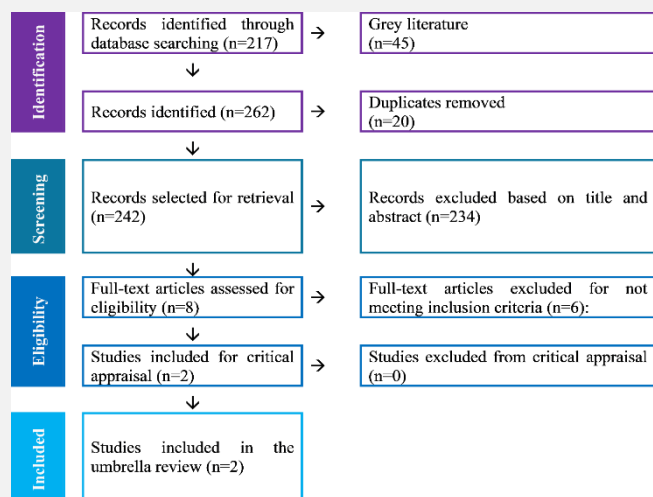 Identification
Records identified through
database searching (n=217)
→
Grey literature
(n=45)
↓
Records identified (n=262)
→
Duplicates removed
(n=20)
↓
Screening
Records selected for retrieval
(n=242)
→
Records excluded based on title and
abstract (n=234)
↓
Eligibility
Full-text articles assessed for
eligibility (n=8)
→
Full-text articles excluded for not
meeting inclusion criteria (n=6):
↓
Studies included for critical
appraisal (n=2)
→
Studies excluded from critical appraisal
(n=0)
↓
Included
Studies included in the
umbrella review (n=2)